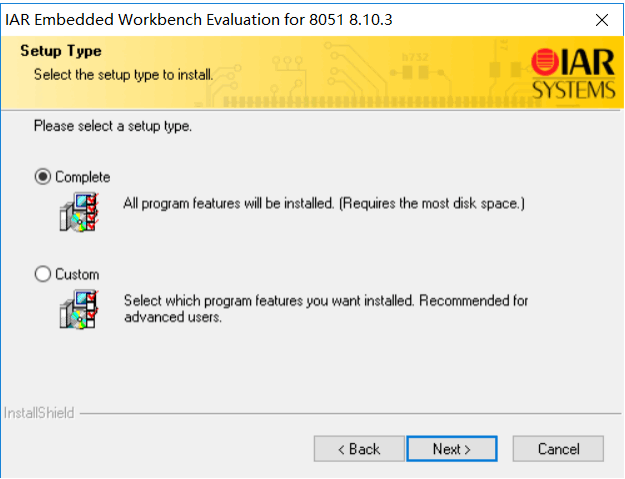 IAR Embedded Workbench Evaluation for 8051 8.10.3
Setup Type
Select the setup type to install.
IAR
SYSTEMS
Please select a setup type.
Complete
All program features will be installed. (Requires the most disk space.)
Custom
Select which program features you want installed. Recommended for
advanced users.
InstallShield
< Back
Next >
Cancel